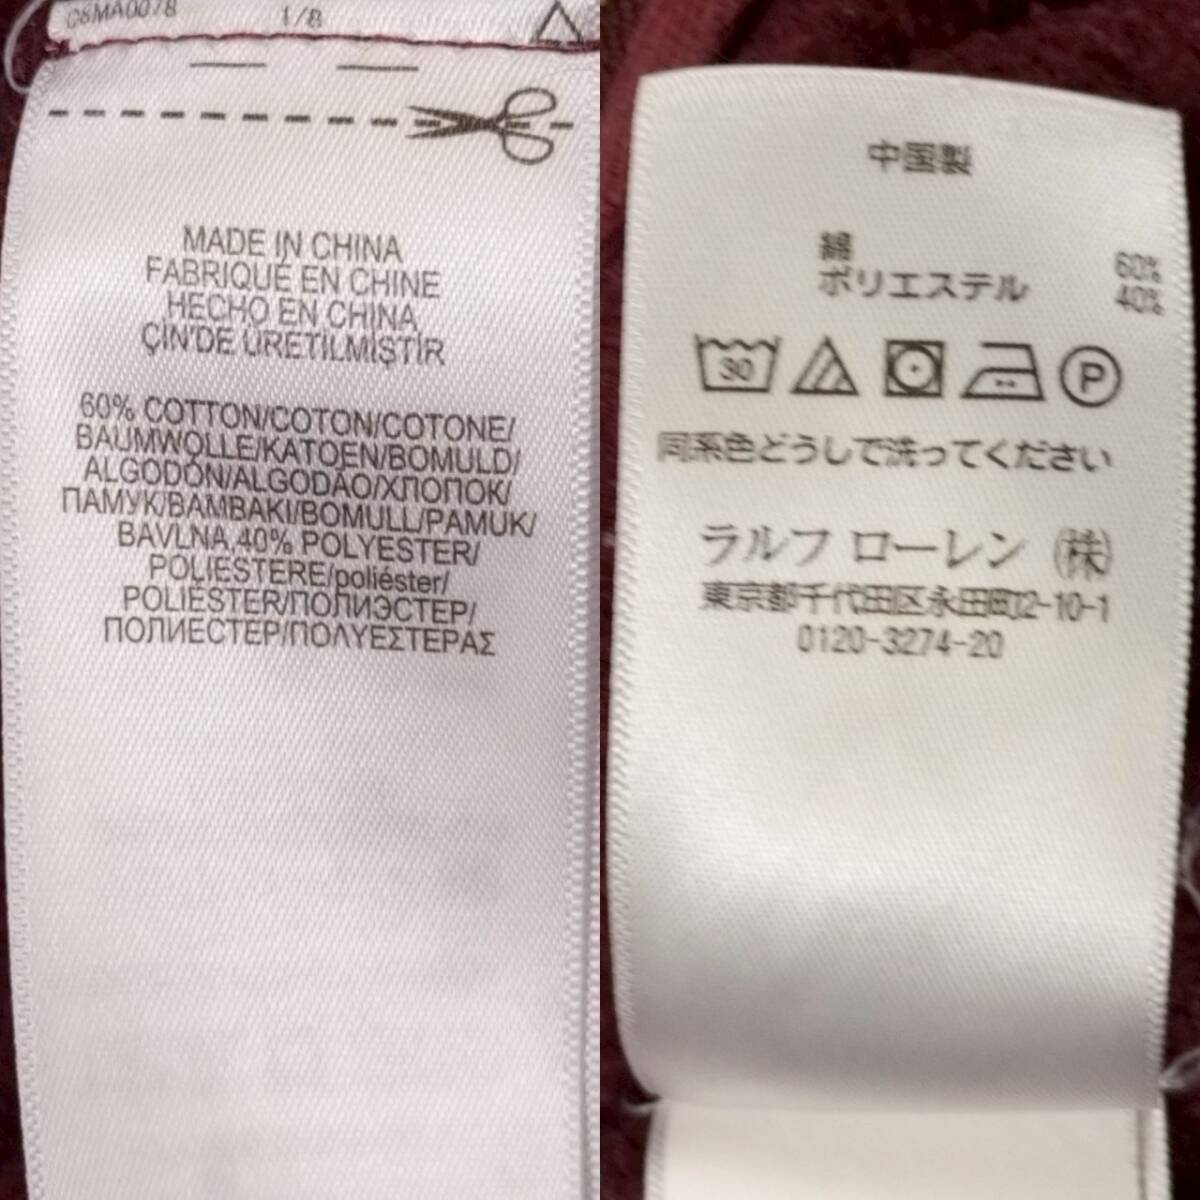 C6MA0078 1/8
MADE IN CHINA
FABRIQUÉ EN CHINE
HECHO EN CHINA
ÇİN'DE ÜRETİLMİŞTİR
60% COTTON/COTON/COTONE/
BAUMWOLLE/KATOEN/BOMULD/
ALGODÓN/ALGODÃO/ХЛОПОК/
ПАМУК/BAMBAKI/BOMULL/PAMUK/
BAVLNA,40% POLYESTER/
POLIESTERE/poliéster/
POLIÉSTER/ПОЛИЭСТЕР/
ПОЛИЕСТЕР/ΠΟΛΥΕΣΤΕΡΑΣ
中国製
綿 60%
ポリエステル 40%
30 P
同系色どうしで洗ってください
ラルフ ローレン ㈱
東京都千代田区永田町2-10-1
0120-3274-20